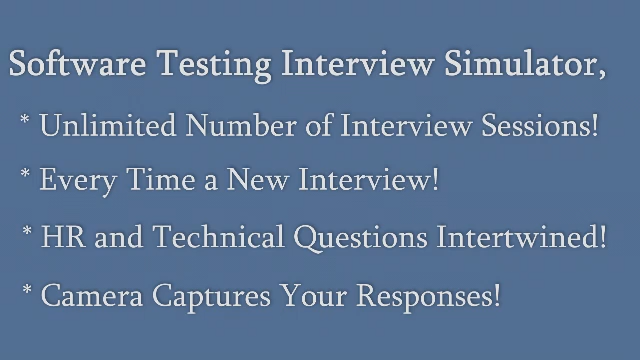 Software Testing Interview Simulator,
* Unlimited Number of Interview Sessions!
* Every Time a New Interview!
* HR and Technical Questions Intertwined!
* Camera Captures Your Responses!